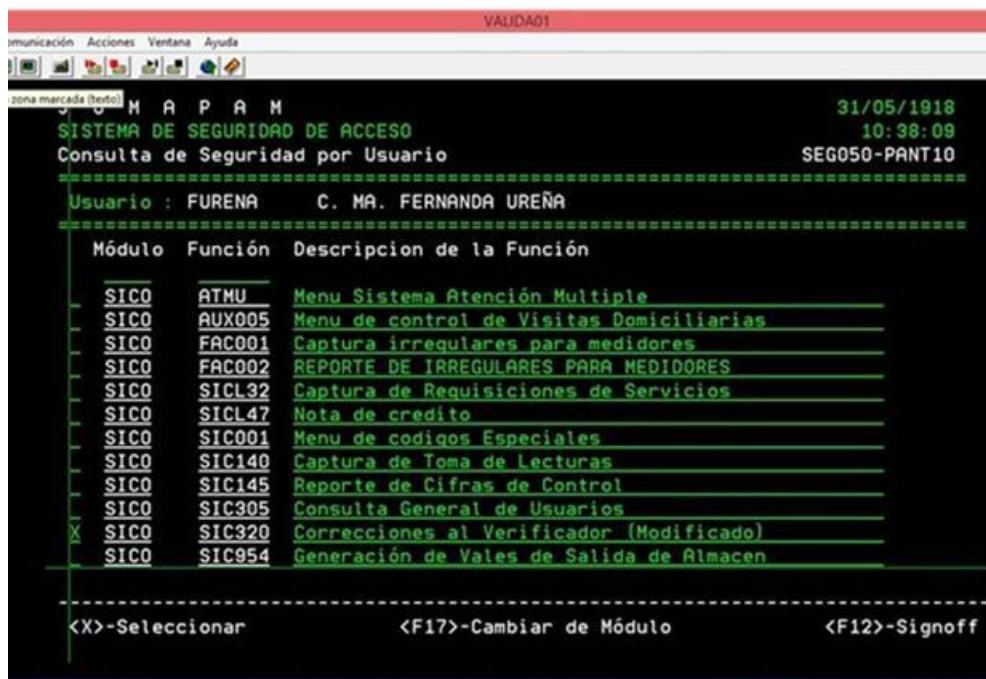 VALIDA01
omunicación Acciones Ventana Ayuda
zona marcada (texto)
M A P A M 31/05/1918
SISTEMA DE SEGURIDAD DE ACCESO 10:38:09
Consulta de Seguridad por Usuario SEG050-PANT10
Usuario : FURENA C. MA. FERNANDA UREÑA
Módulo Función Descripcion de la Función
SICO ATMU Menu Sistema Atención Multiple
SICO AUX005 Menu de control de Visitas Domiciliarias
SICO FAC001 Captura irregulares para medidores
SICO FAC002 REPORTE DE IRREGULARES PARA MEDIDORES
SICO SICL32 Captura de Requisiciones de Servicios
SICO SICL47 Nota de credito
SICO SIC001 Menu de codigos Especiales
SICO SIC140 Captura de Toma de Lecturas
SICO SIC145 Reporte de Cifras de Control
SICO SIC305 Consulta General de Usuarios
X SICO SIC320 Correcciones al Verificador (Modificado)
SICO SIC954 Generación de Vales de Salida de Almacen
<X>-Seleccionar <F17>-Cambiar de Módulo <F12>-Signoff